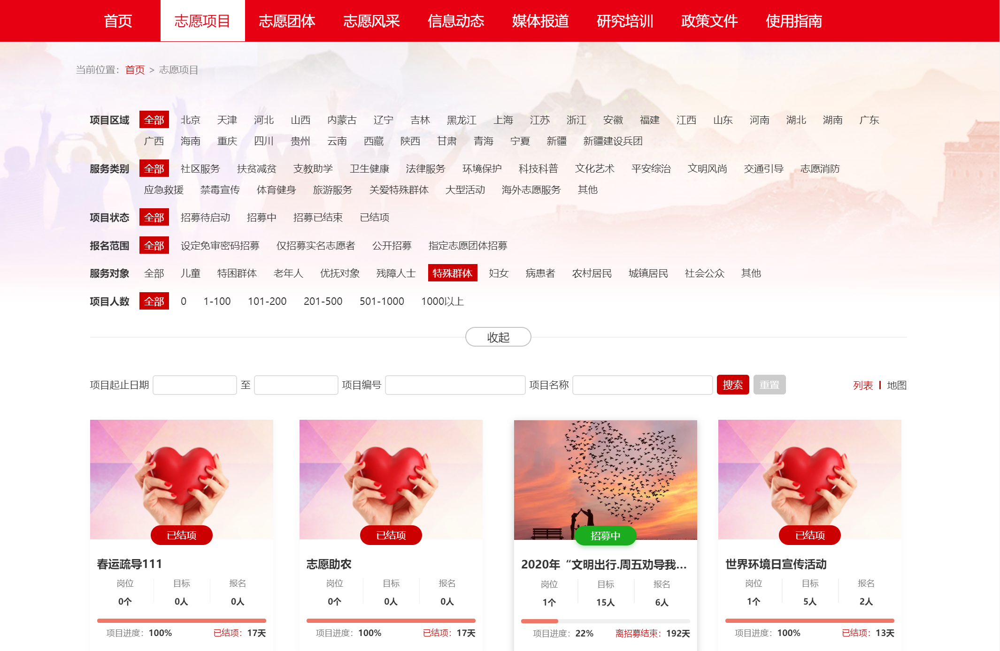 首页 志愿项目 志愿团体 志愿风采 信息动态 媒体报道 研究培训 政策文件 使用指南
当前位置： 首页 > 志愿项目
项目区域 全部 北京 天津 河北 山西 内蒙古 辽宁 吉林 黑龙江 上海 江苏 浙江 安徽 福建 江西 山东 河南 湖北 湖南 广东
广西 海南 重庆 四川 贵州 云南 西藏 陕西 甘肃 青海 宁夏 新疆 新疆建设兵团
服务类别 全部 社区服务 扶贫减贫 支教助学 卫生健康 法律服务 环境保护 科技科普 文化艺术 平安综治 文明风尚 交通引导 志愿消防
应急救援 禁毒宣传 体育健身 旅游服务 关爱特殊群体 大型活动 海外志愿服务 其他
项目状态 全部 招募待启动 招募中 招募已结束 已结项
报名范围 全部 设定免审密码招募 仅招募实名志愿者 公开招募 指定志愿团体招募
服务对象 全部 儿童 特困群体 老年人 优抚对象 残障人士 特殊群体 妇女 病患者 农村居民 城镇居民 社会公众 其他
项目人数 全部 0 1-100 101-200 201-500 501-1000 1000以上
收起
项目起止日期 至 项目编号 项目名称 搜索 重置 列表 地图
已结项 已结项 招募中 已结项
春运疏导111 志愿助农 2020年“文明出行.周五劝导我... 世界环境日宣传活动
岗位 目标 报名 岗位 目标 报名 岗位 目标 报名 岗位 目标 报名
0个 0人 0人 0个 0人 0人 1个 15人 6人 1个 5人 2人
项目进度：100% 已结项：17天 项目进度：100% 已结项：17天 项目进度：22% 离招募结束：192天 项目进度：100% 已结项：13天